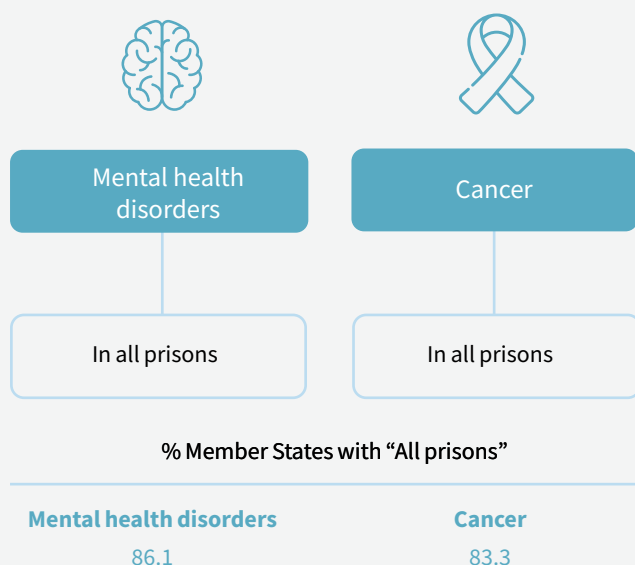 Mental health
disorders
Cancer
In all prisons
In all prisons
% Member States with “All prisons”
Mental health disorders
Cancer
86.1
83.3